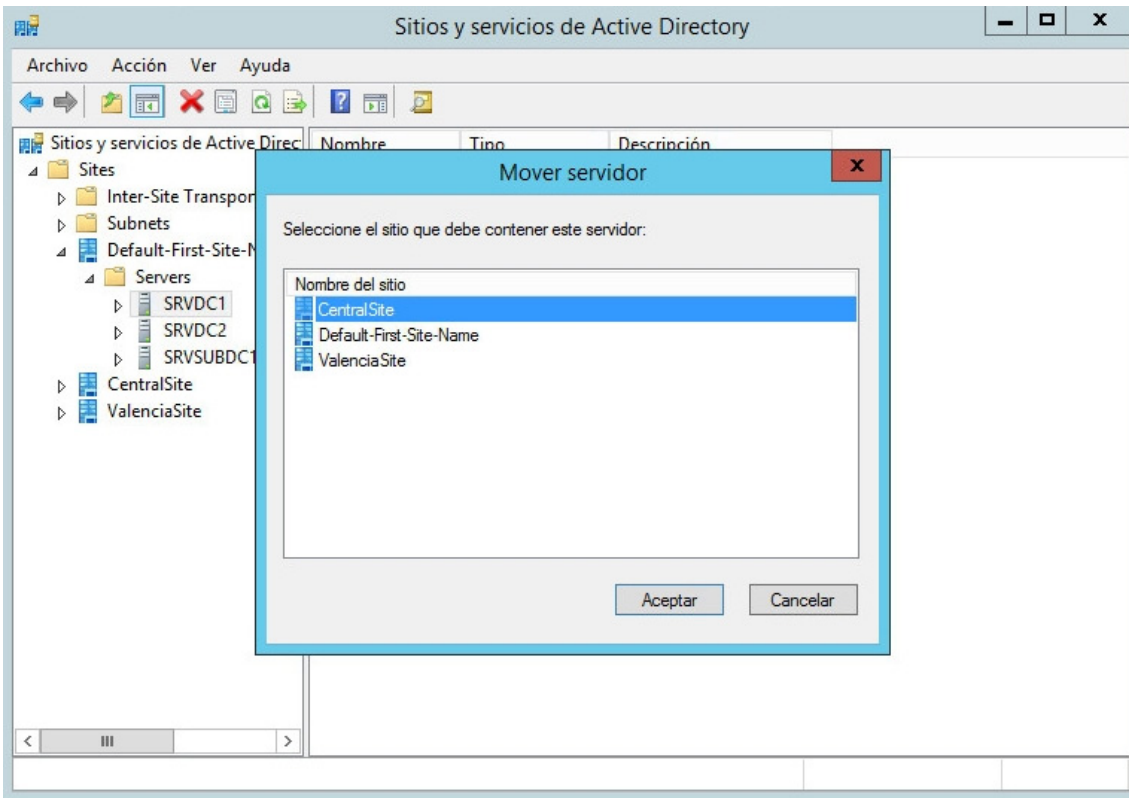 Sitios y servicios de Active Directory
Archivo Acción Ver Ayuda
Sitios y servicios de Active Direc
Nombre Tipo Descripción
Sites
Inter-Site Transpor
Subnets
Default-First-Site-N
Servers
SRVDC1
SRVDC2
SRVSUBDC1
CentralSite
ValenciaSite
Mover servidor
Seleccione el sitio que debe contener este servidor:
Nombre del sitio
CentralSite
Default-First-Site-Name
ValenciaSite
Aceptar Cancelar